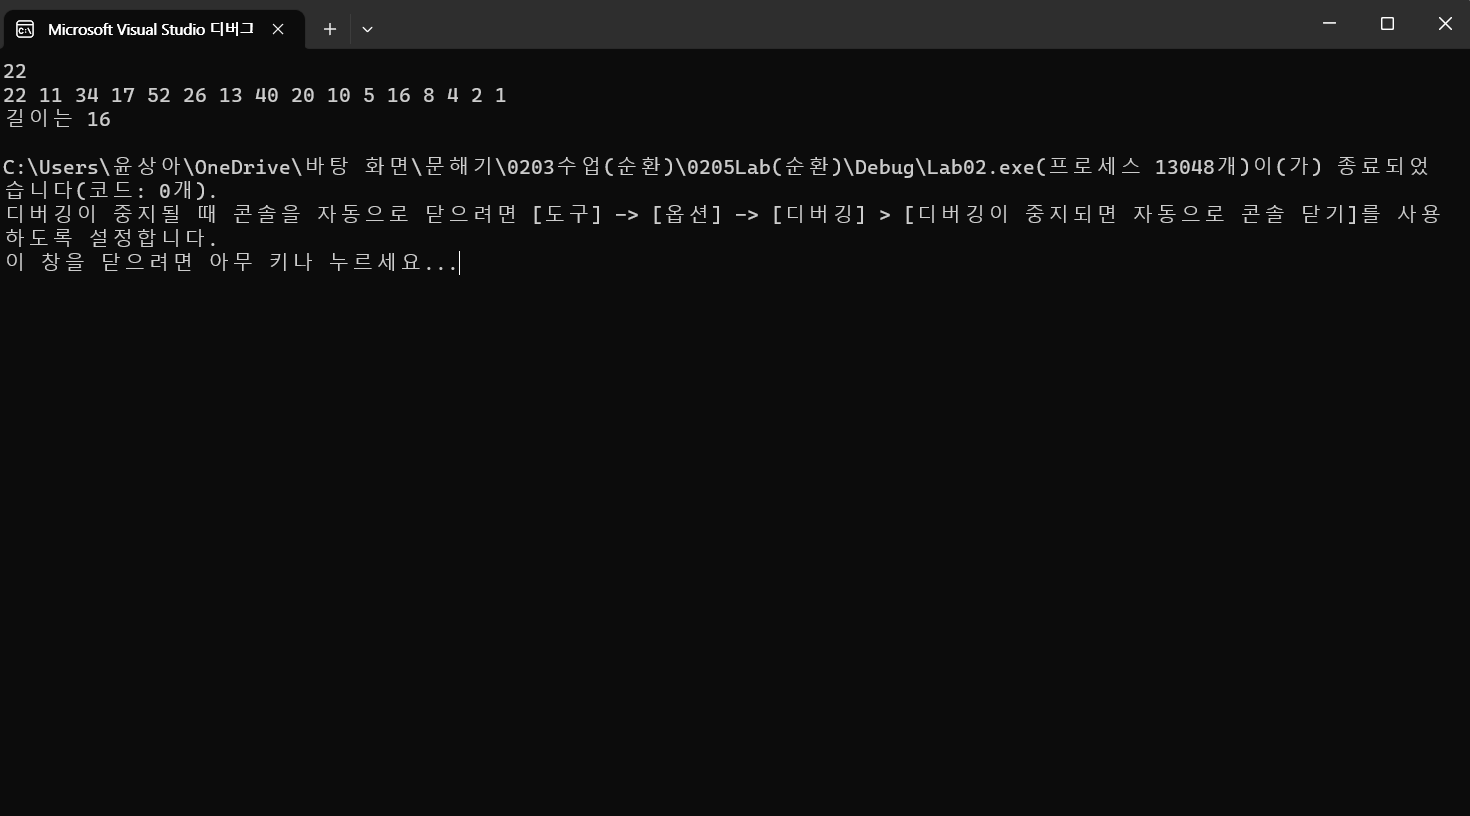 Microsoft Visual Studio 디버그
22
22 11 34 17 52 26 13 40 20 10 5 16 8 4 2 1
길이는 16
C:\Users\윤상아\OneDrive\바탕 화면\문해기\0203수업(순환)\0205Lab(순환)\Debug\Lab02.exe(프로세스 13048개)이(가) 종료되었
습니다(코드: 0개).
디버깅이 중지될 때 콘솔을 자동으로 닫으려면 [도구] -> [옵션] -> [디버깅] > [디버깅이 중지되면 자동으로 콘솔 닫기]를 사용
하도록 설정합니다.
이 창을 닫으려면 아무 키나 누르세요...